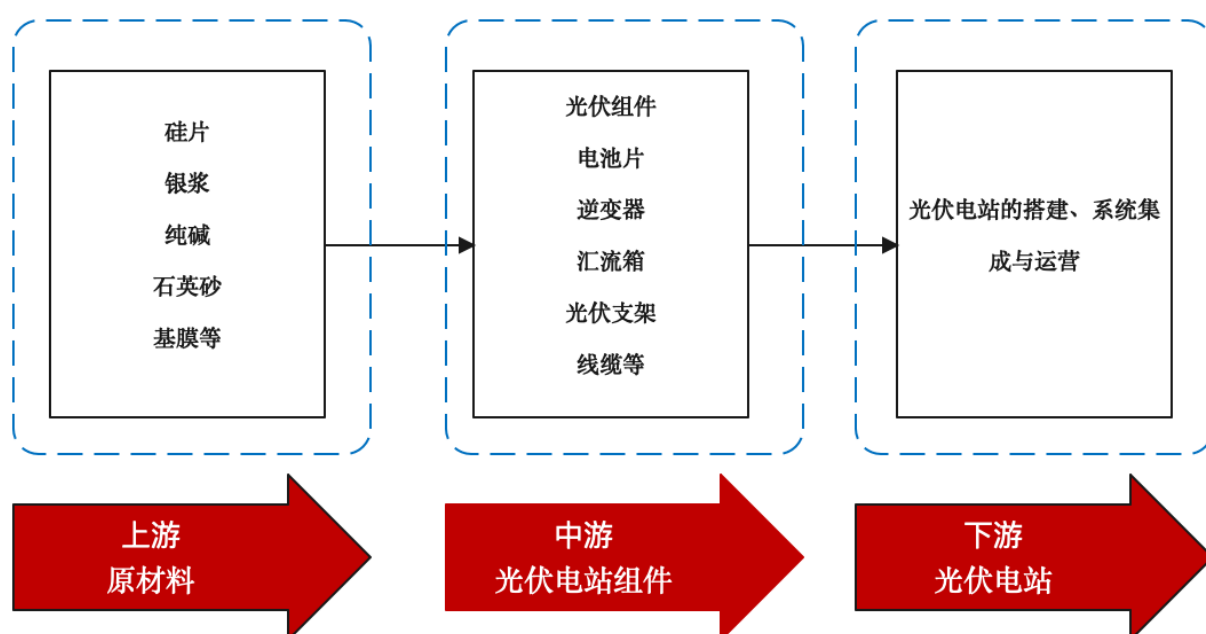 硅片
银浆
纯碱
石英砂
基膜等
光伏组件
电池片
逆变器
汇流箱
光伏支架
线缆等
光伏电站的搭建、系统集
成与运营
上游
原材料
中游
光伏电站组件
下游
光伏电站